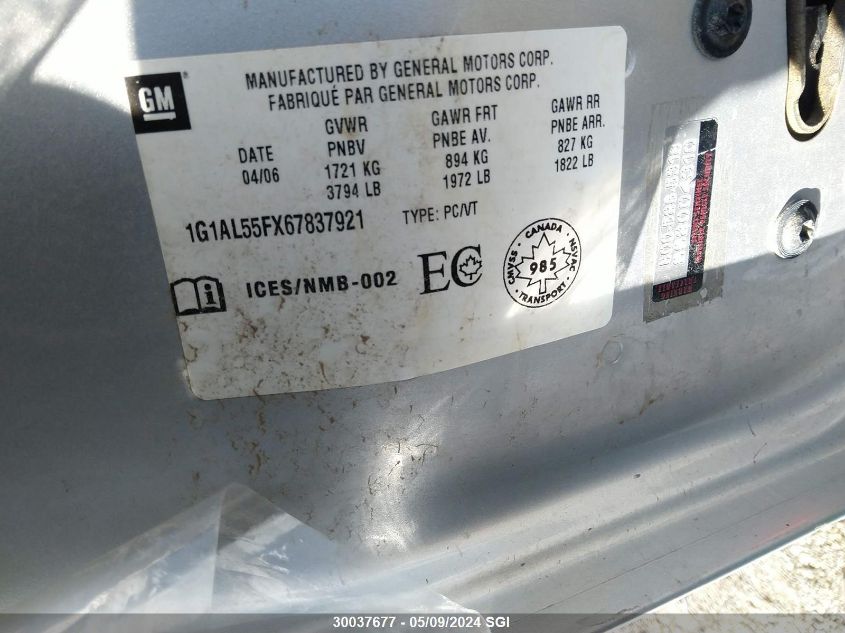 GM
MANUFACTURED BY GENERAL MOTORS CORP.
FABRIQUÉ PAR GENERAL MOTORS CORP.
DATE
04/06
GVWR
PNBV
1721 KG
3794 LB
GAWR FRT
PNBE AV.
894 KG
1972 LB
GAWR RR
PNBE ARR.
827 KG
1822 LB
1G1AL55FX67837921
TYPE: PC/VT
ICES/NMB-002
EC
CANADA
CMVSS
NSVAC
985
TRANSPORT
30037677 - 05/09/2024 SGI